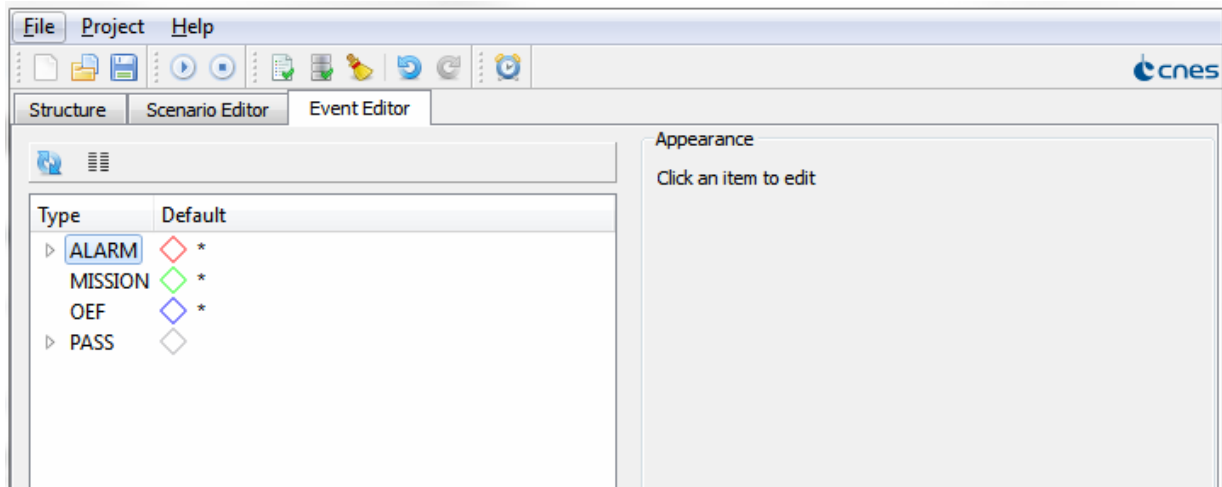 File Project Help
cnes
Structure Scenario Editor Event Editor
Appearance
Click an item to edit
Type Default
ALARM *
MISSION *
OEF *
PASS